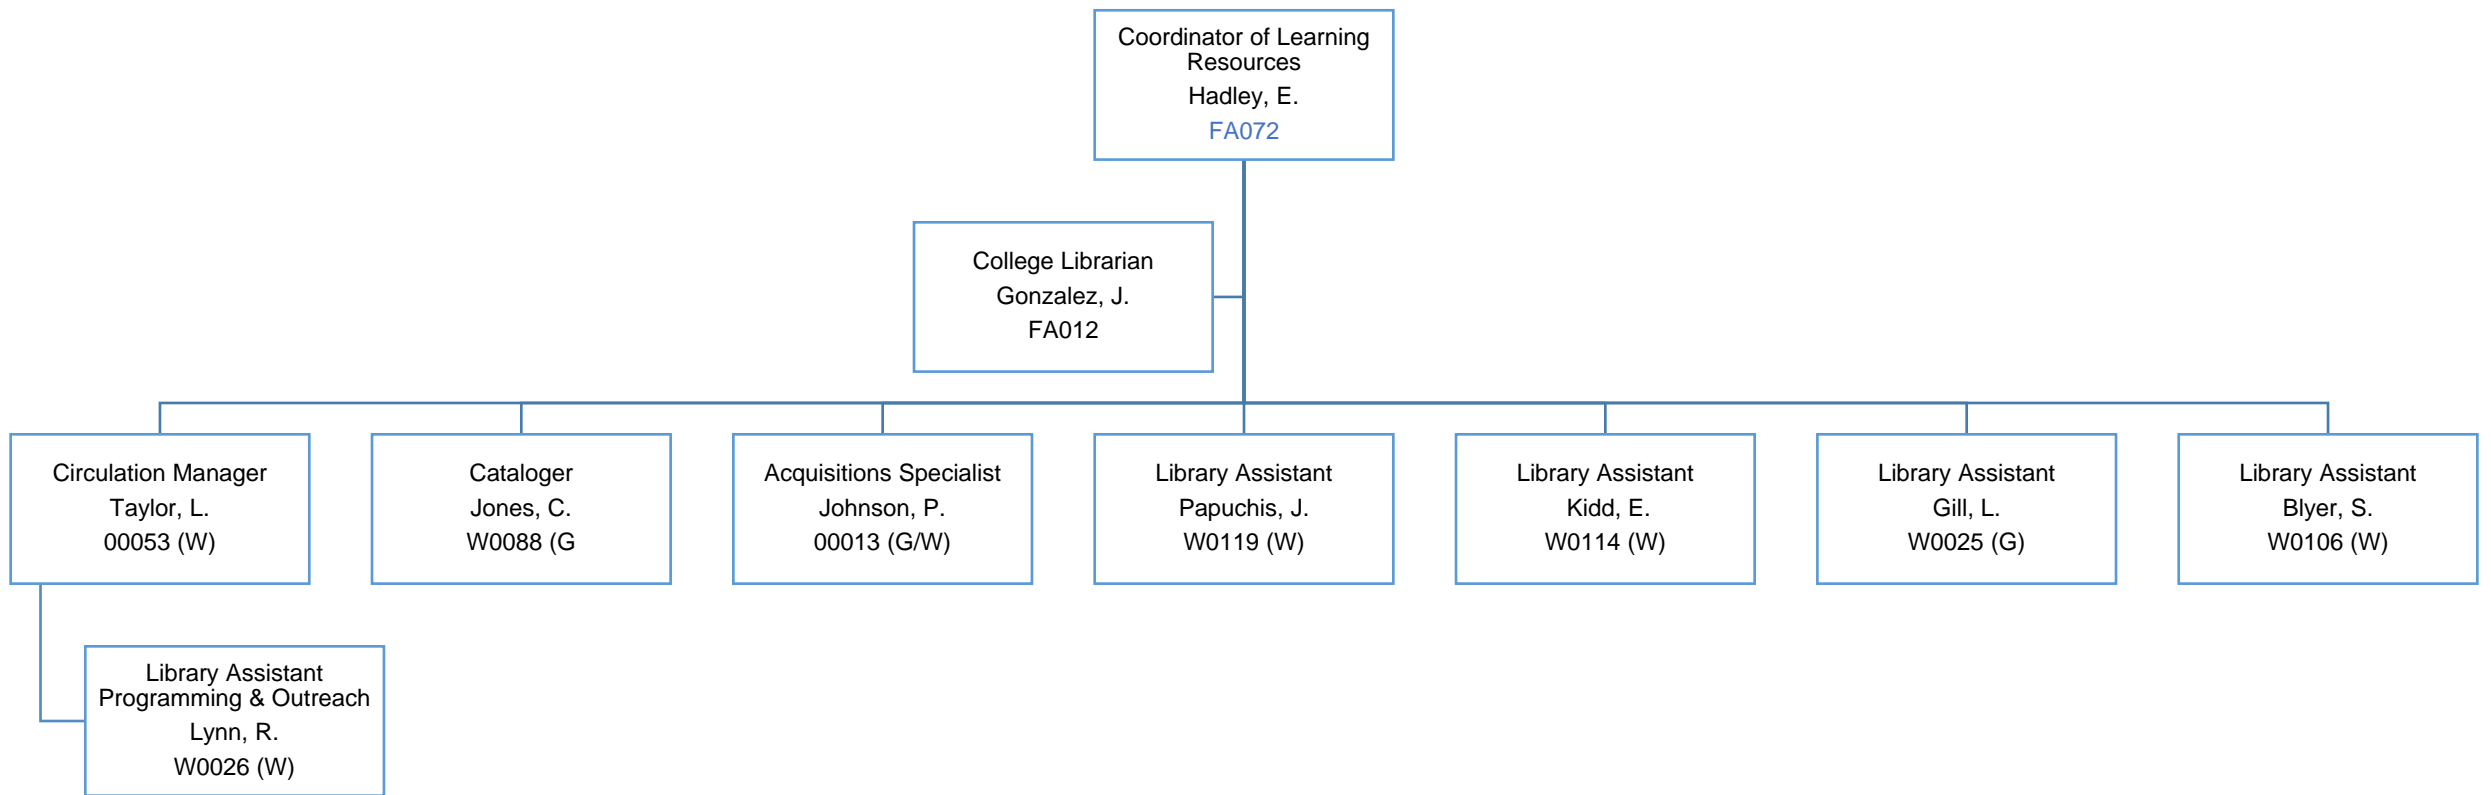 Coordinator of Learning
Resources
Hadley, E.
FA072
College Librarian
Gonzalez, J.
FA012
Circulation Manager
Taylor, L.
00053 (W)
Cataloger
Jones, C.
W0088 (G
Acquisitions Specialist
Johnson, P.
00013 (G/W)
Library Assistant
Papuchis, J.
W0119 (W)
Library Assistant
Kidd, E.
W0114 (W)
Library Assistant
Gill, L.
W0025 (G)
Library Assistant
Blyer, S.
W0106 (W)
Library Assistant
Programming & Outreach
Lynn, R.
W0026 (W)